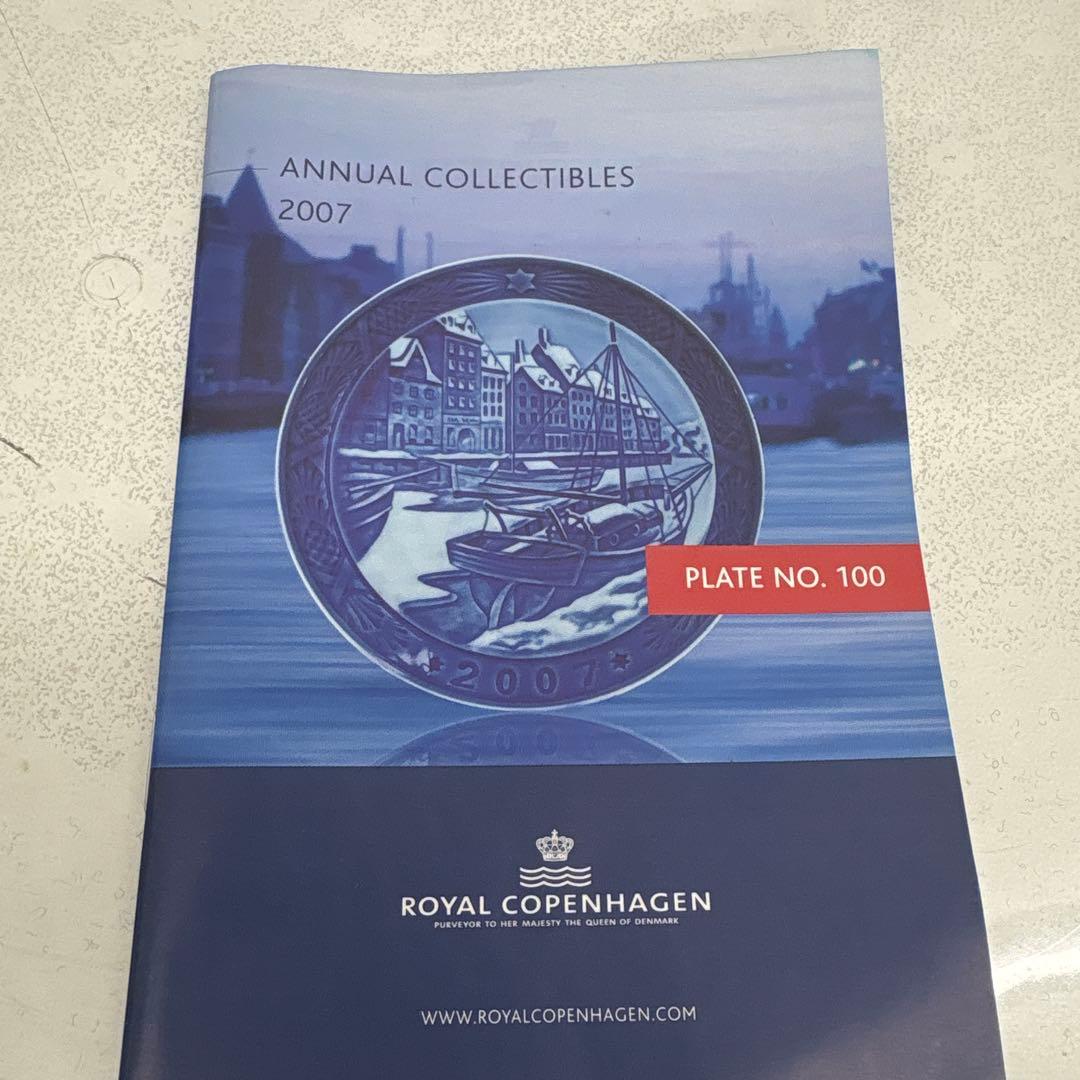 ANNUAL COLLECTIBLES
2007
PLATE NO. 100
2007
ROYAL COPENHAGEN
PURVEYOR TO HER MAJESTY THE QUEEN OF DENMARK
WWW.ROYALCOPENHAGEN.COM